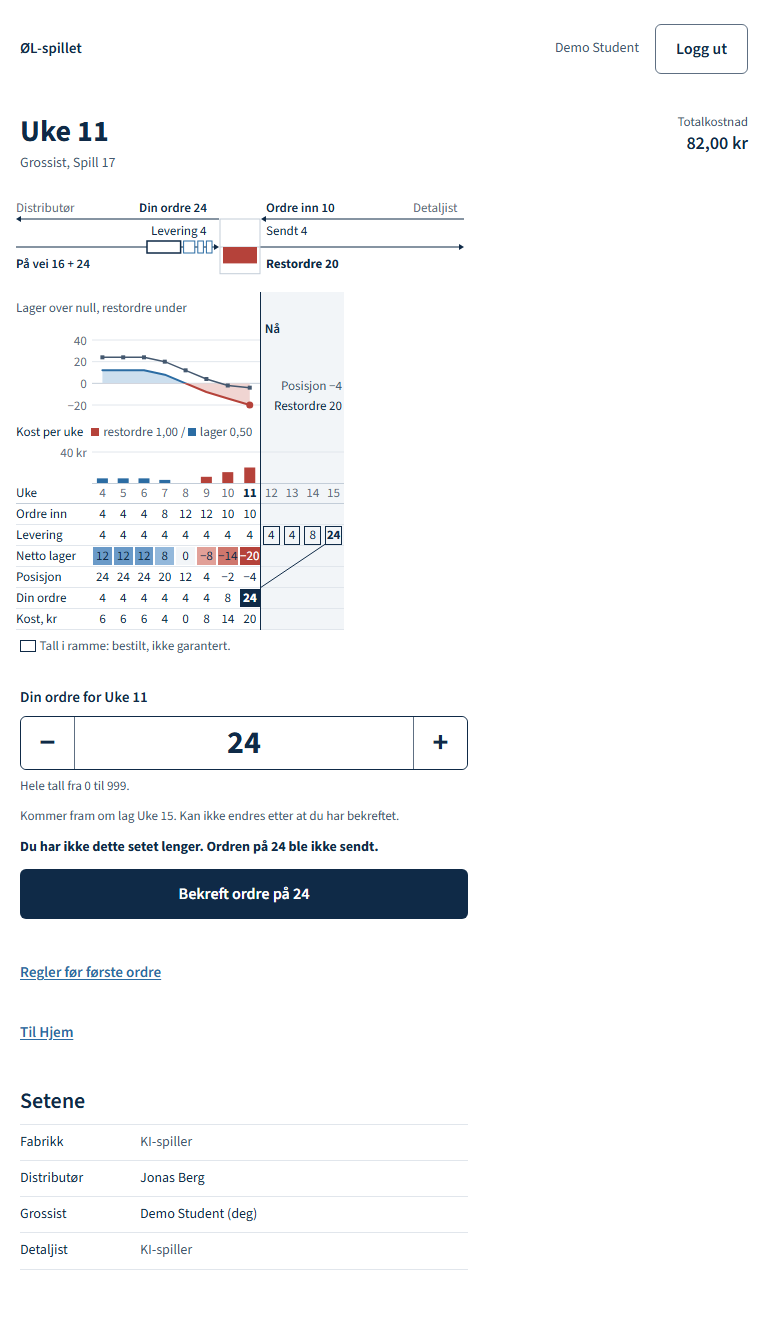 ØL-spillet
Demo Student
Logg ut
Uke 11
Grossist, Spill 17
Totalkostnad
82,00 kr
Distributør
Din ordre 24
Ordre inn 10
Detaljist
Levering 4
Sendt 4
På vei 16 + 24
Restordre 20
Lager over null, restordre under
Nå
40
20
0
−20
Posisjon −4
Restordre 20
Kost per uke restordre 1,00 / lager 0,50
40 kr
Uke 4 5 6 7 8 9 10 11 12 13 14 15
Ordre inn 4 4 4 8 12 12 10 10
Levering 4 4 4 4 4 4 4 4 4 4 8 24
Netto lager 12 12 12 8 0 −8 −14 −20
Posisjon 24 24 24 20 12 4 −2 −4
Din ordre 4 4 4 4 4 4 8 24
Kost, kr 6 6 6 4 0 8 14 20
Tall i ramme: bestilt, ikke garantert.
Din ordre for Uke 11
− 24 +
Hele tall fra 0 til 999.
Kommer fram om lag Uke 15. Kan ikke endres etter at du har bekreftet.
Du har ikke dette setet lenger. Ordren på 24 ble ikke sendt.
Bekreft ordre på 24
Regler før første ordre
Til Hjem
Setene
Fabrikk KI-spiller
Distributør Jonas Berg
Grossist Demo Student (deg)
Detaljist KI-spiller